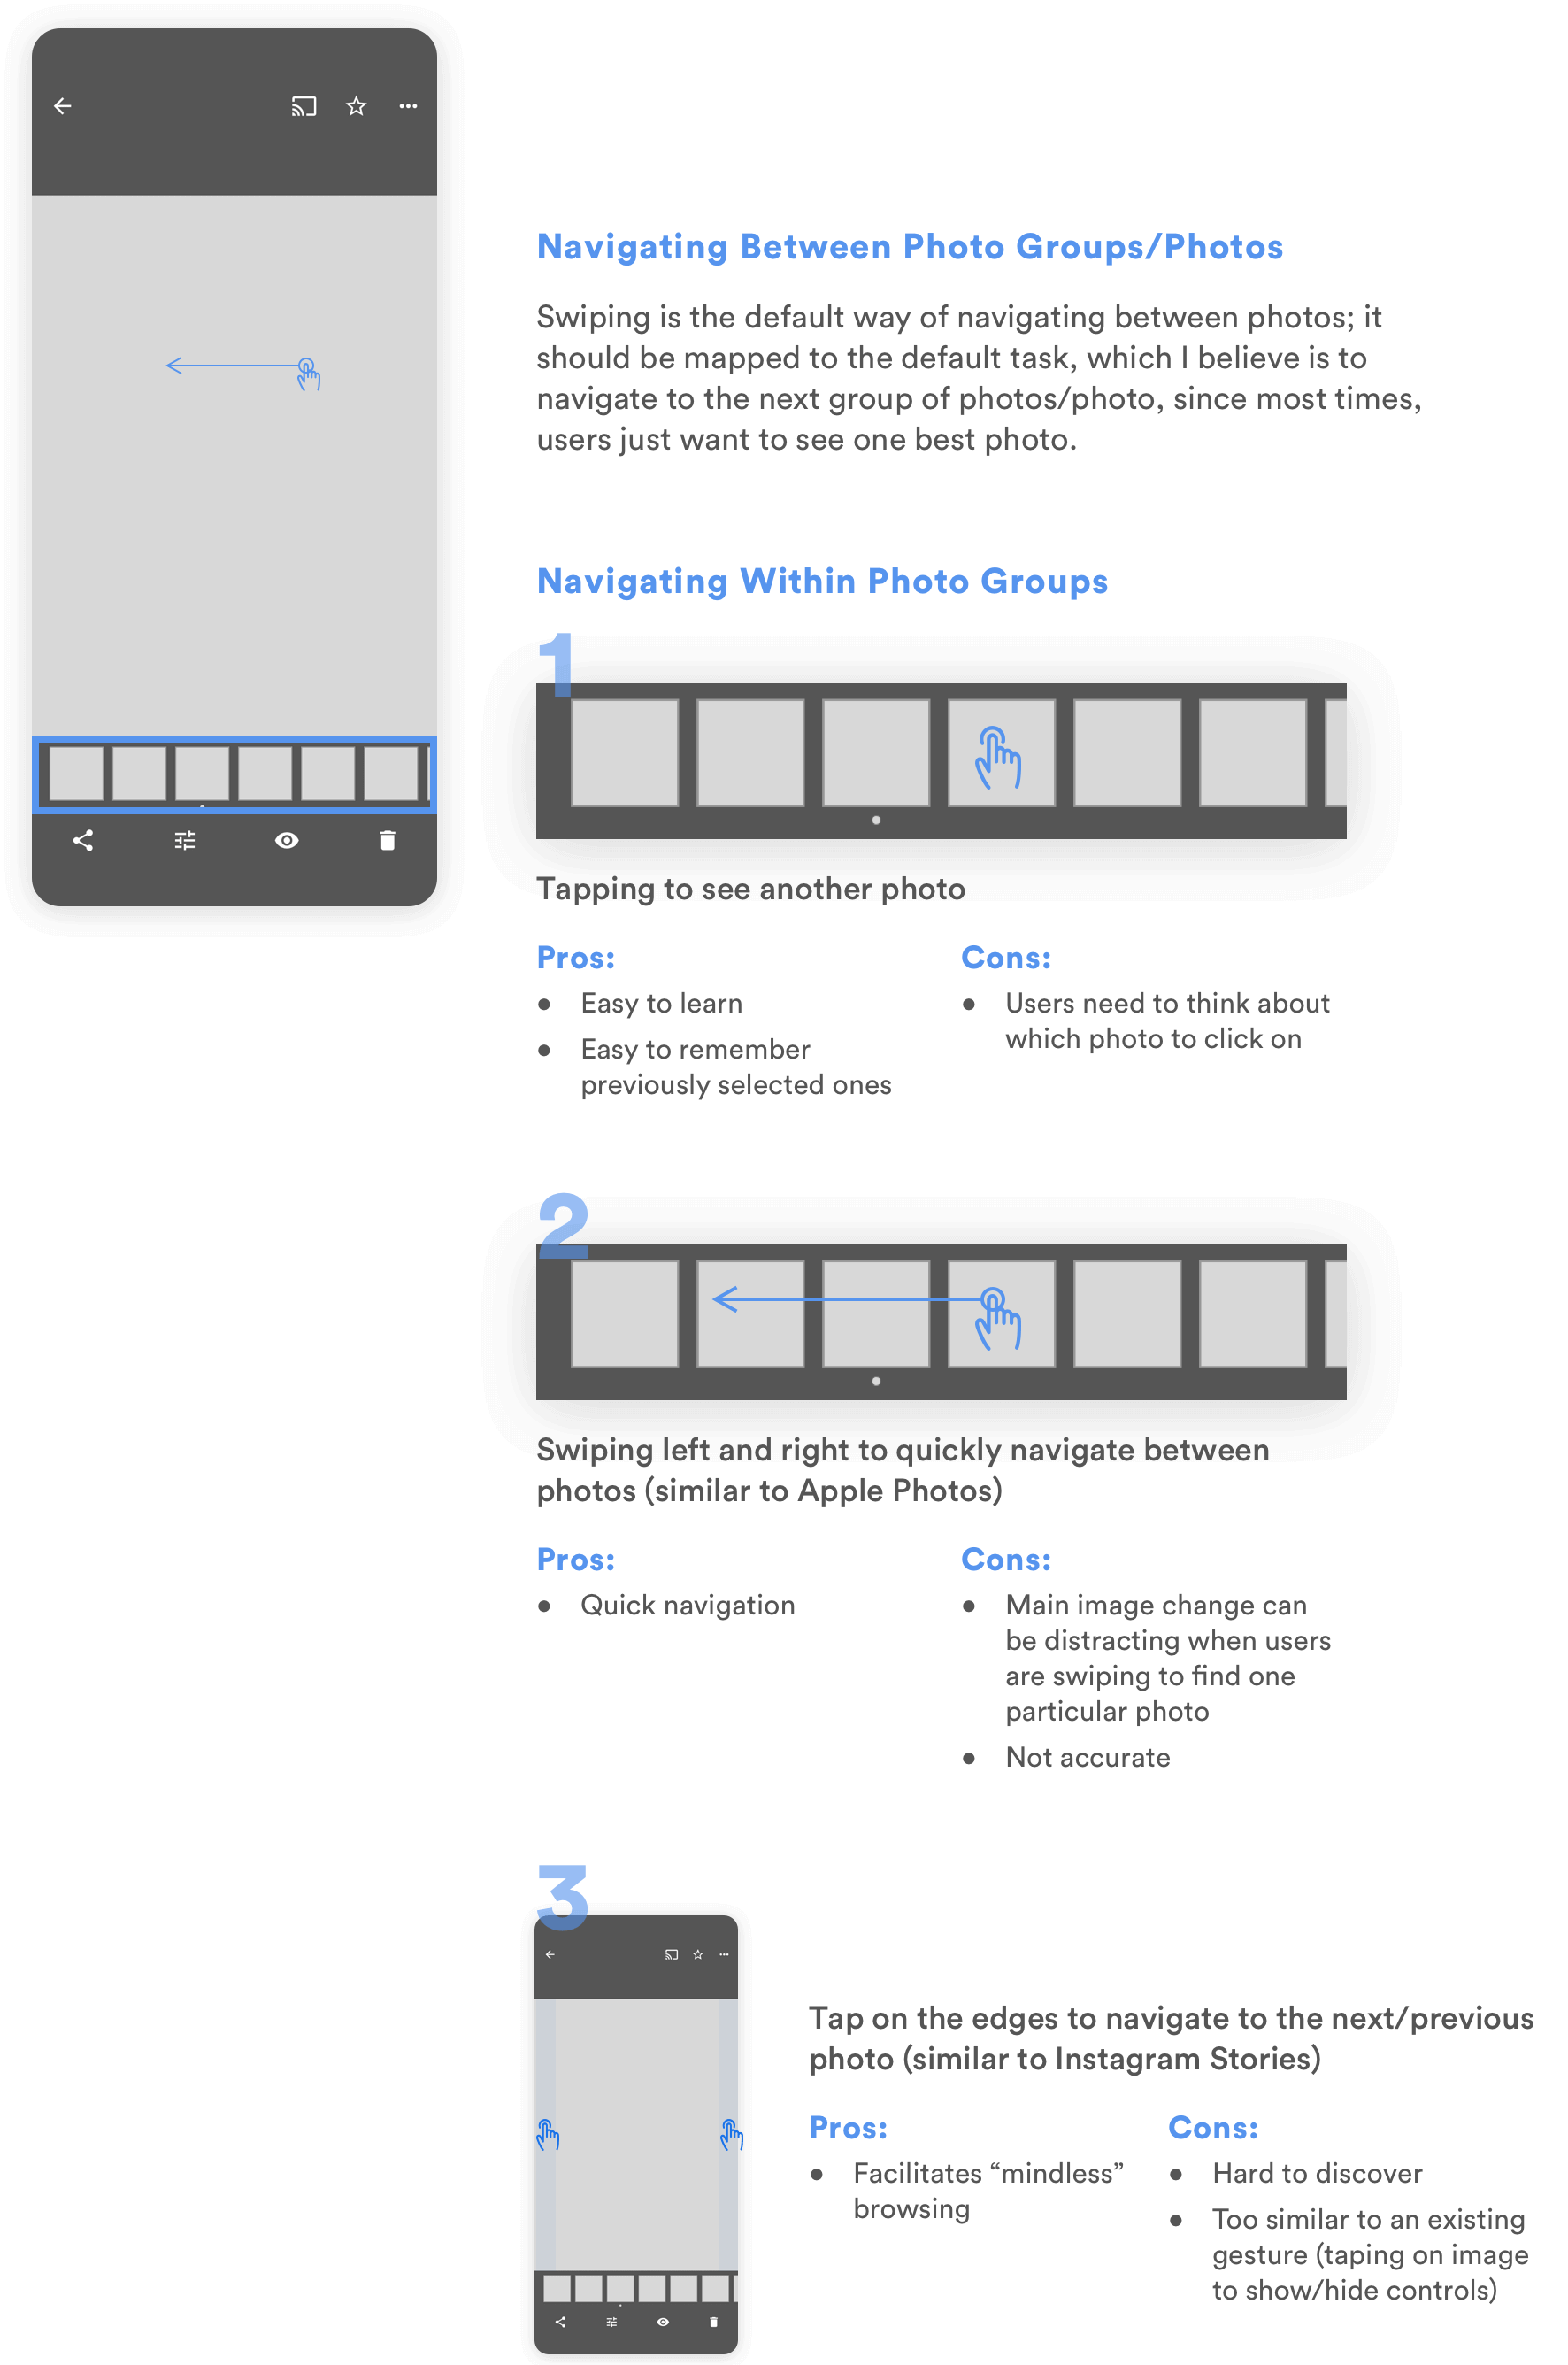 Navigating Between Photo Groups/Photos
Swiping is the default way of navigating between photos; it
should be mapped to the default task, which I believe is to
navigate to the next group of photos/photo, since most times,
users just want to see one best photo.
Navigating Within Photo Groups
1
Tapping to see another photo
Pros:
● Easy to learn
● Easy to remember
previously selected ones
Cons:
● Users need to think about
which photo to click on
2
Swiping left and right to quickly navigate between
photos (similar to Apple Photos)
Pros:
● Quick navigation
Cons:
● Main image change can
be distracting when users
are swiping to find one
particular photo
● Not accurate
3
Tap on the edges to navigate to the next/previous
photo (similar to Instagram Stories)
Pros:
● Facilitates “mindless”
browsing
Cons:
● Hard to discover
● Too similar to an existing
gesture (taping on image
to show/hide controls)